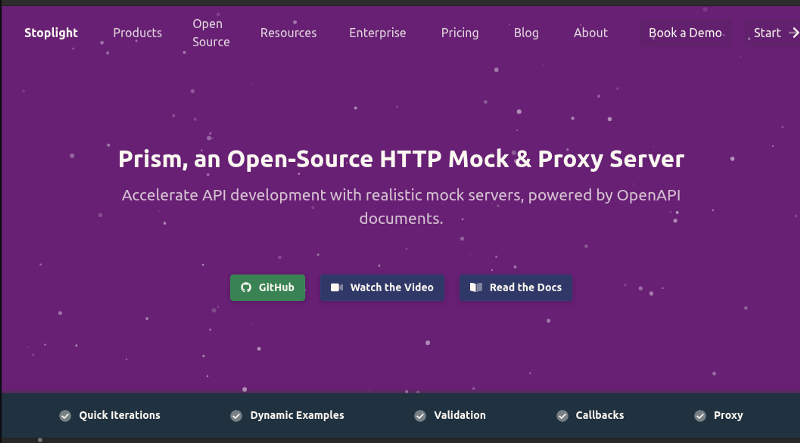 Stoplight Products Open Source Resources Enterprise Pricing Blog About Book a Demo Start
Prism, an Open-Source HTTP Mock & Proxy Server
Accelerate API development with realistic mock servers, powered by OpenAPI
documents.
GitHub Watch the Video Read the Docs
Quick Iterations Dynamic Examples Validation Callbacks Proxy